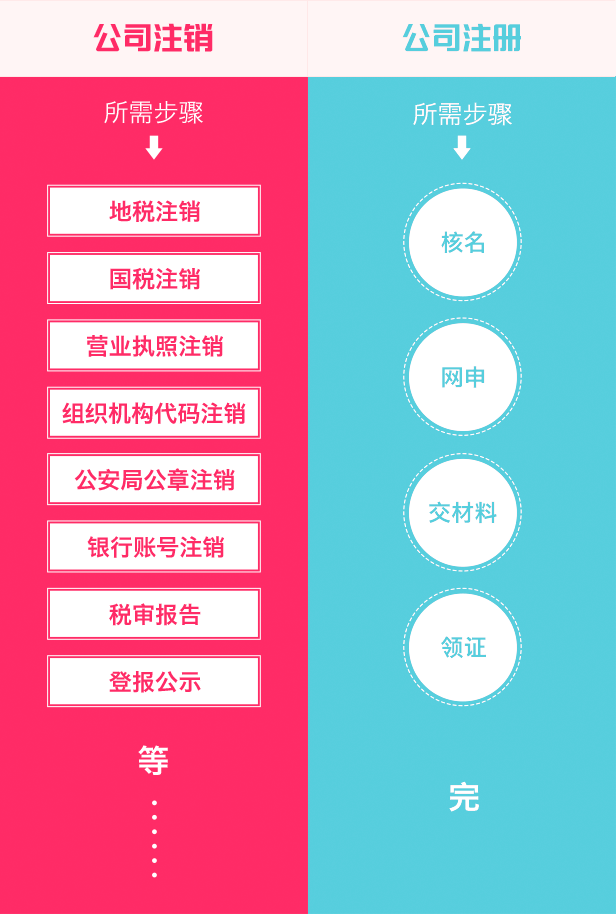 公司注销
所需步骤
地税注销
国税注销
营业执照注销
组织机构代码注销
公安局公章注销
银行账号注销
税审报告
登报公示
等
公司注册
所需步骤
核名
网申
交材料
领证
完